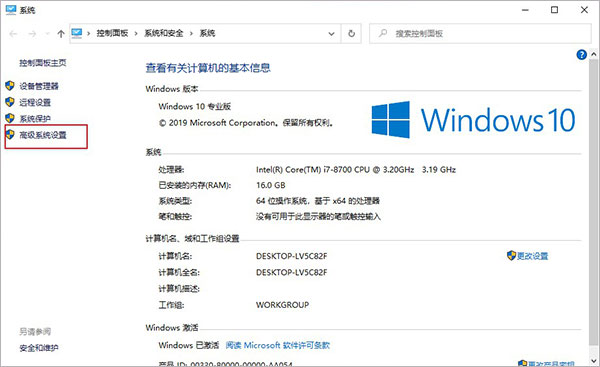 系统
控制面板 › 系统和安全 › 系统
搜索控制面板
控制面板主页
设备管理器
远程设置
系统保护
高级系统设置
查看有关计算机的基本信息
Windows 版本
Windows 10 专业版
© 2019 Microsoft Corporation。保留所有权利。
Windows 10
系统
处理器: Intel(R) Core(TM) i7-8700 CPU @ 3.20GHz 3.19 GHz
已安装的内存(RAM): 16.0 GB
系统类型: 64 位操作系统，基于 x64 的处理器
笔和触控: 没有可用于此显示器的笔或触控输入
计算机名、域和工作组设置
计算机名: DESKTOP-LV5C82F
更改设置
计算机全名: DESKTOP-LV5C82F
计算机描述:
工作组: WORKGROUP
Windows 激活
Windows 已激活 阅读 Microsoft 软件许可条款
产品 ID: 00330-80000-00000-AA054
更改产品密钥
另请参阅
安全和维护